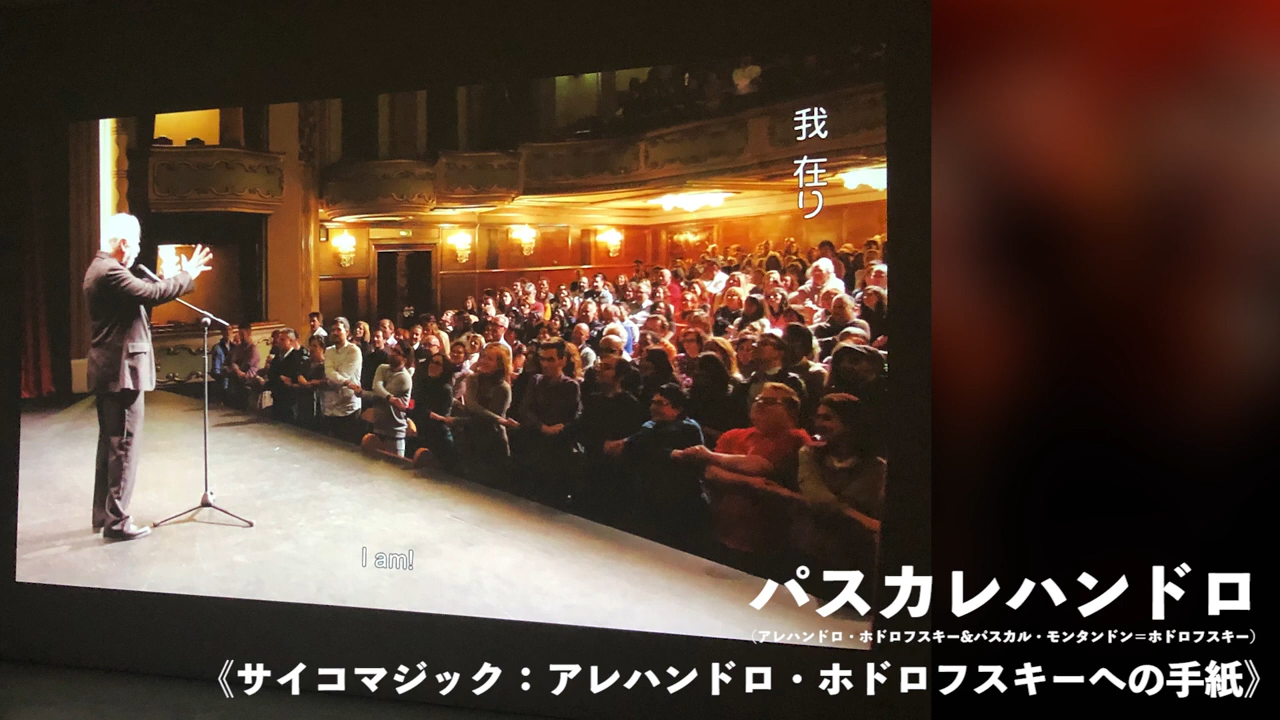 我 在り
I am!
パスカレハンドロ
（アレハンドロ・ホドロフスキー&パスカル・モンタンドン＝ホドロフスキー）
《サイコマジック：アレハンドロ・ホドロフスキーへの手紙》